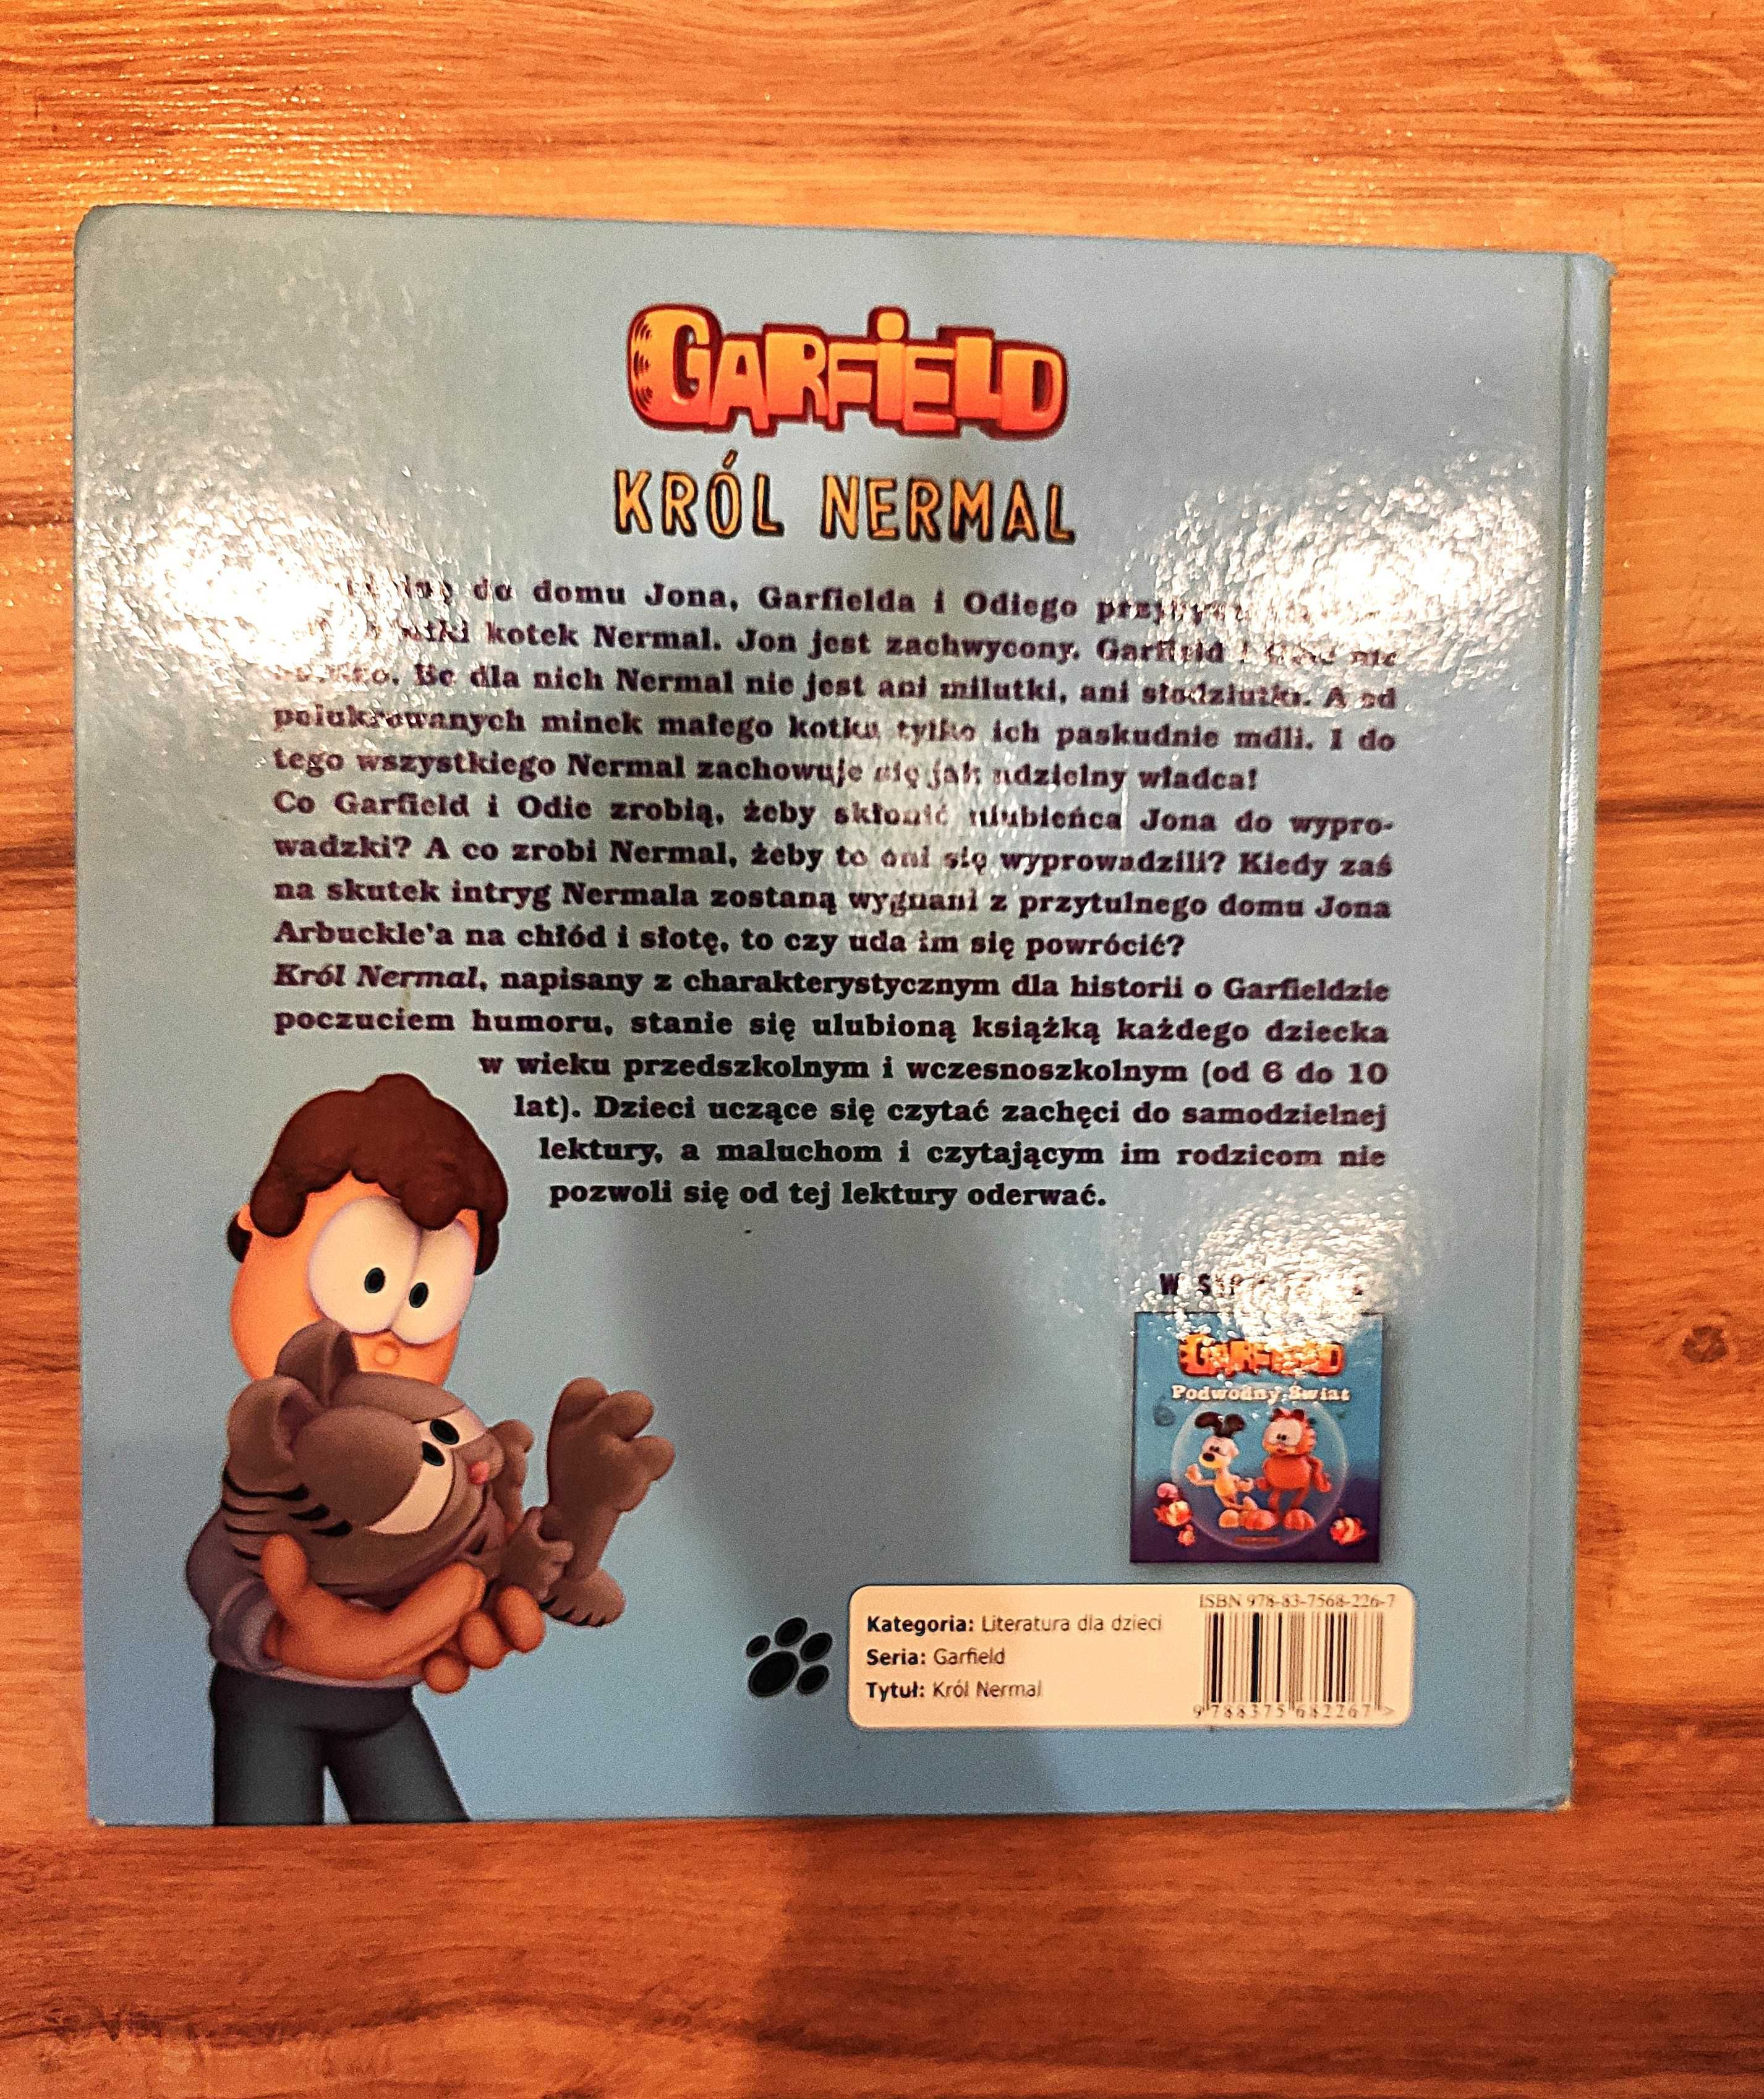 GARFIELD
KRÓL NERMAL
do domu Jona, Garfielda i Odiego
kotek Nermal. Jon jest zachwycony. Garfield i
Bo dla nich Nermal nie jest ani milutki, ani słodziutki. A od
polukrowanych minek małego kotka tylko ich paskudnie mdli. I do
tego wszystkiego Nermal zachowuje się jak udzielny władca!
Co Garfield i Odie zrobią, żeby skłonić ulubieńca Jona do wypro-
wadzki? A co zrobi Nermal, żeby to oni się wyprowadzili? Kiedy zaś
na skutek intryg Nermala zostaną wygnani z przytulnego domu Jona
Arbuckle'a na chłód i słotę, to czy uda im się powrócić?
Król Nermal, napisany z charakterystycznym dla historii o Garfieldzie
poczuciem humoru, stanie się ulubioną książką każdego dziecka
w wieku przedszkolnym i wczesnoszkolnym (od 6 do 10
lat). Dzieci uczące się czytać zachęci do samodzielnej
lektury, a maluchom i czytającym im rodzicom nie
pozwoli się od tej lektury oderwać.
W
GARFIELD
Podwodny Świat
Kategoria: Literatura dla dzieci
Seria: Garfield
Tytuł: Król Nermal
ISBN 978-83-7568-226-7
9 788375 682267 >